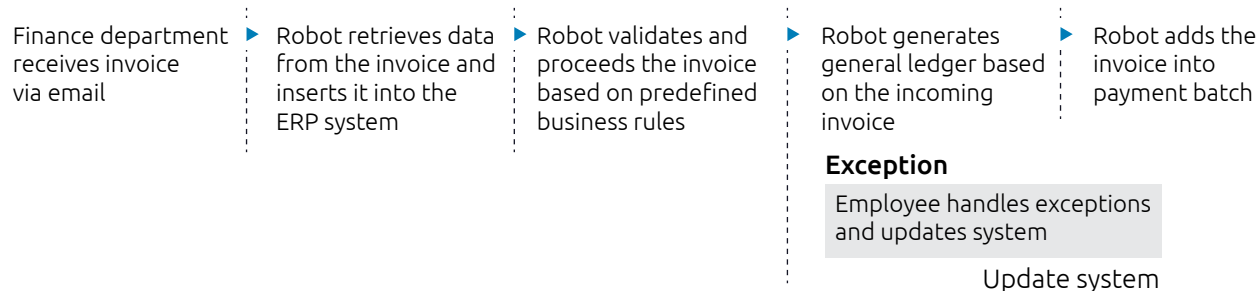 Finance department
receives invoice
via email
Robot retrieves data
from the invoice and
inserts it into the
ERP system
Robot validates and
proceeds the invoice
based on predefined
business rules
Robot generates
general ledger based
on the incoming
invoice
Robot adds the
invoice into
payment batch
Exception
Employee handles exceptions
and updates system
Update system